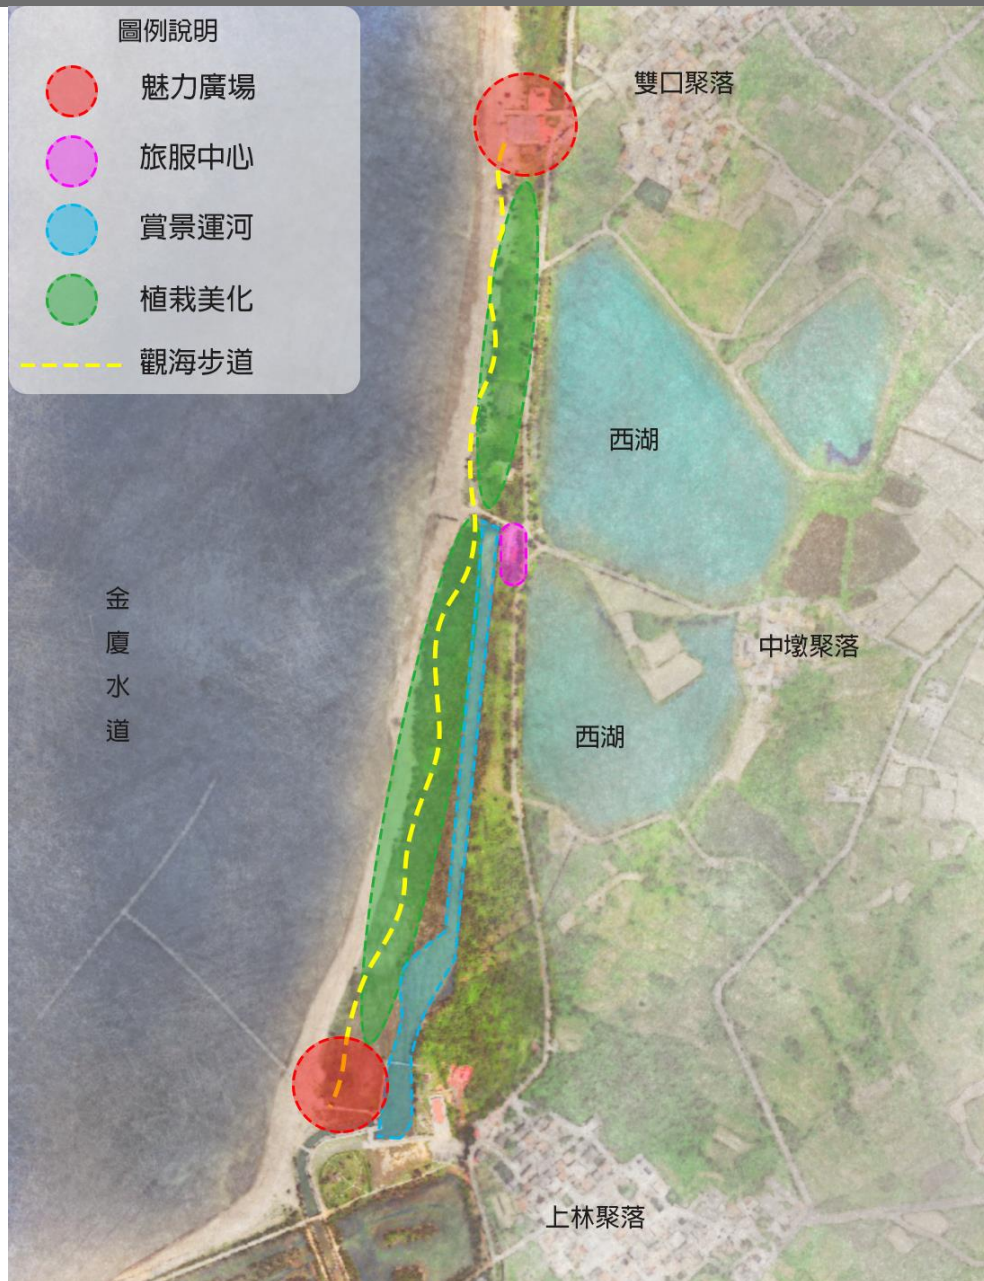 圖例說明
魅力廣場
旅服中心
賞景運河
植栽美化
觀海步道
雙口聚落
西湖
金廈水道
中墩聚落
西湖
上林聚落